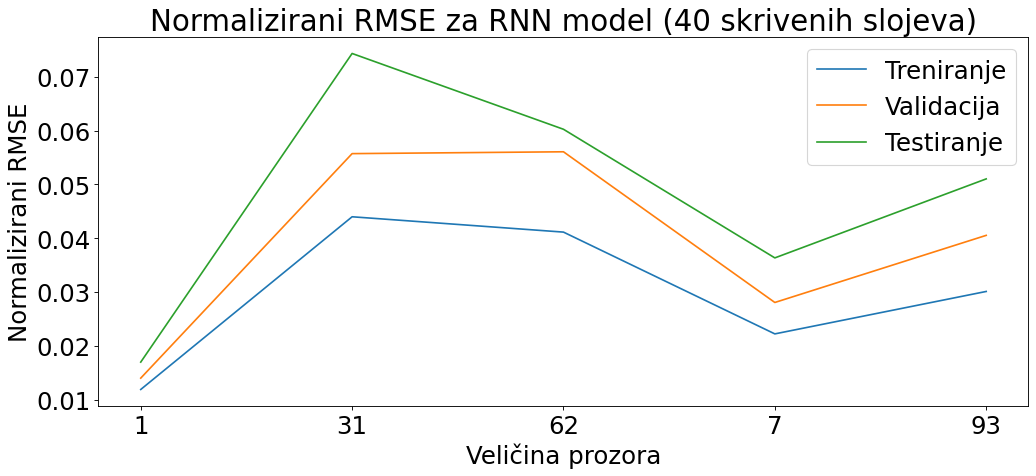 Normalizirani RMSE za RNN model (40 skrivenih slojeva)
Treniranje
Validacija
Testiranje
Normalizirani RMSE
0.07
0.06
0.05
0.04
0.03
0.02
0.01
1 31 62 7 93
Veličina prozora